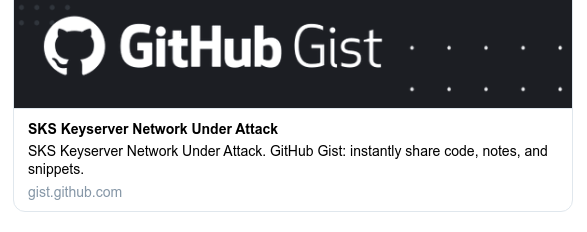 GitHub Gist
SKS Keyserver Network Under Attack
SKS Keyserver Network Under Attack. GitHub Gist: instantly share code, notes, and
snippets.
gist.github.com